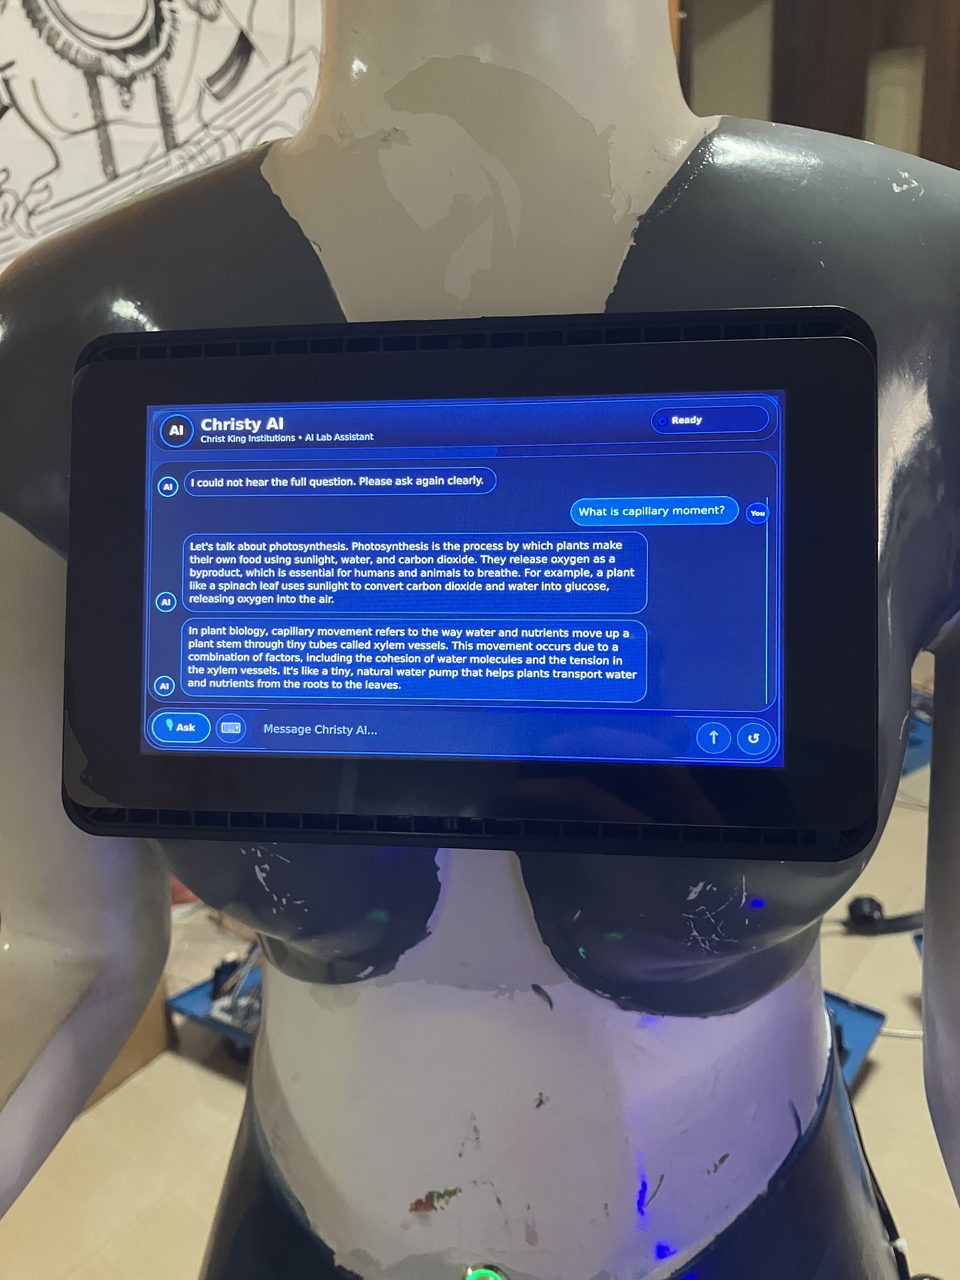 AI
Christy AI
Christ King Institutions • AI Lab Assistant
Ready
AI
I could not hear the full question. Please ask again clearly.
What is capillary moment?
You
Let's talk about photosynthesis. Photosynthesis is the process by which plants make
their own food using sunlight, water, and carbon dioxide. They release oxygen as a
byproduct, which is essential for humans and animals to breathe. For example, a plant
like a spinach leaf uses sunlight to convert carbon dioxide and water into glucose,
releasing oxygen into the air.
AI
In plant biology, capillary movement refers to the way water and nutrients move up a
plant stem through tiny tubes called xylem vessels. This movement occurs due to a
combination of factors, including the cohesion of water molecules and the tension in
the xylem vessels. It's like a tiny, natural water pump that helps plants transport water
and nutrients from the roots to the leaves.
AI
Ask
Message Christy AI...